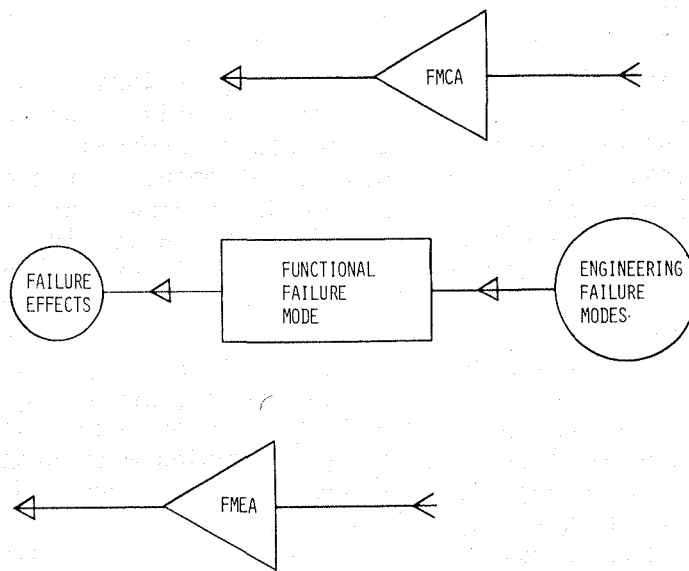 FMCA
FAILURE
EFFECTS
FUNCTIONAL
FAILURE
MODE
ENGINEERING
FAILURE
MODES
FMEA